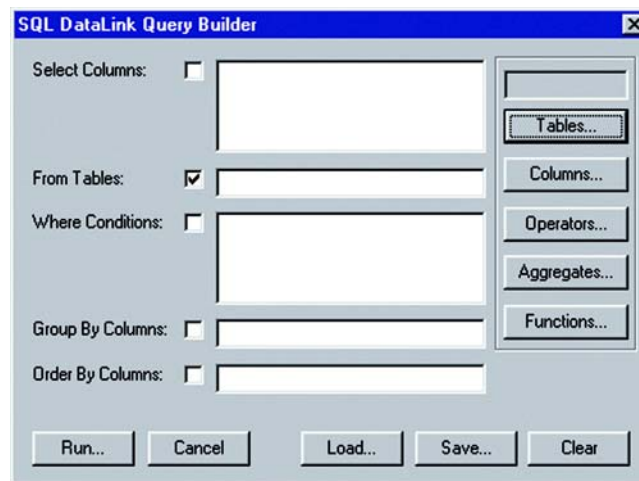 SQL DataLink Query Builder
Select Columns:
Tables...
From Tables:
Columns...
Where Conditions:
Operators...
Aggregates...
Group By Columns:
Functions...
Order By Columns:
Run...
Cancel
Load...
Save...
Clear